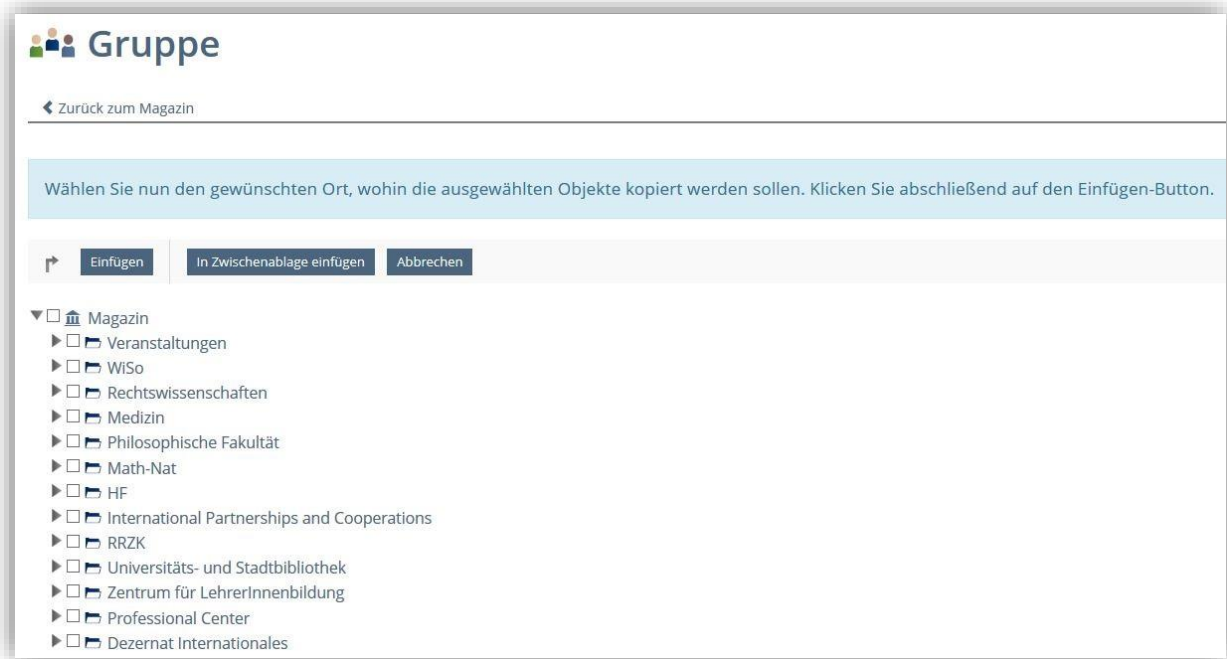 Gruppe
Zurück zum Magazin
Wählen Sie nun den gewünschten Ort, wohin die ausgewählten Objekte kopiert werden sollen. Klicken Sie abschließend auf den Einfügen-Button.
Einfügen In Zwischenablage einfügen Abbrechen
Magazin
Veranstaltungen
WiSo
Rechtswissenschaften
Medizin
Philosophische Fakultät
Math-Nat
HF
International Partnerships and Cooperations
RRZK
Universitäts- und Stadtbibliothek
Zentrum für LehrerInnenbildung
Professional Center
Dezernat Internationales